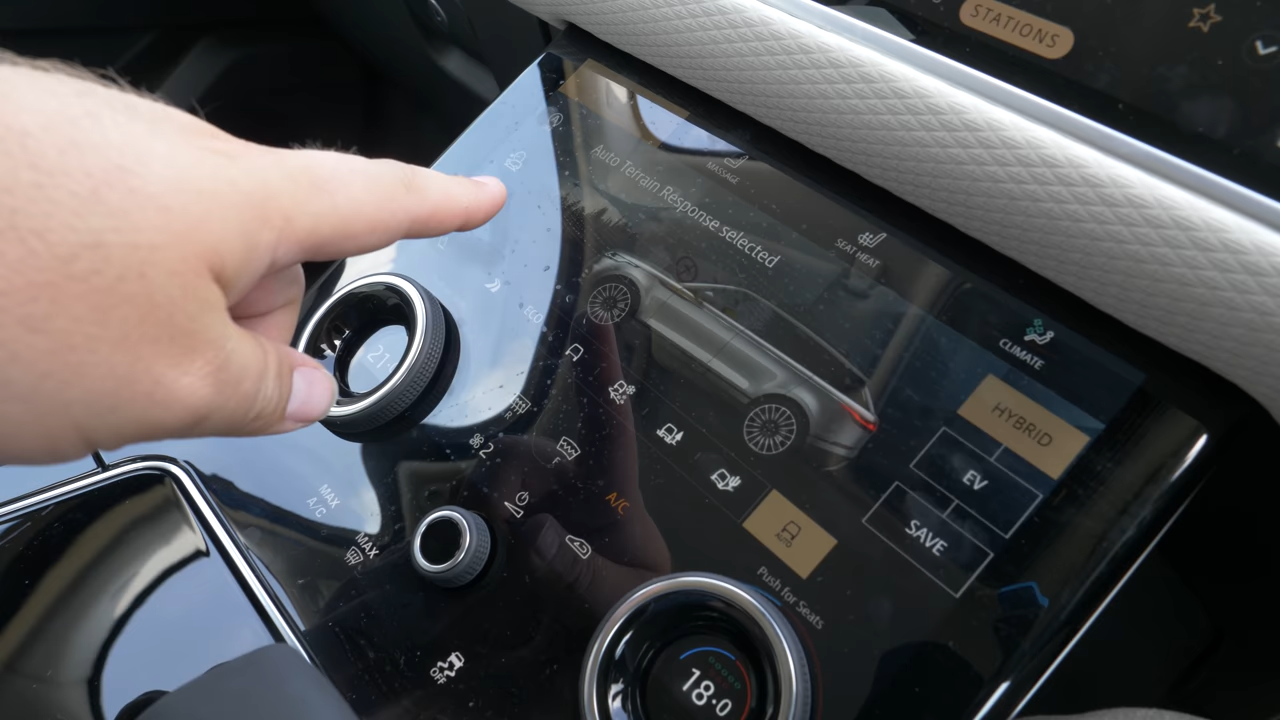 STATIONS
MASSAGE
SEAT HEAT
Auto Terrain Response selected
CLIMATE
HYBRID
EV
SAVE
ECO
AUTO
Push for Seats
R
2
F
A/C
MAX
A/C
MAX
OFF
18.0